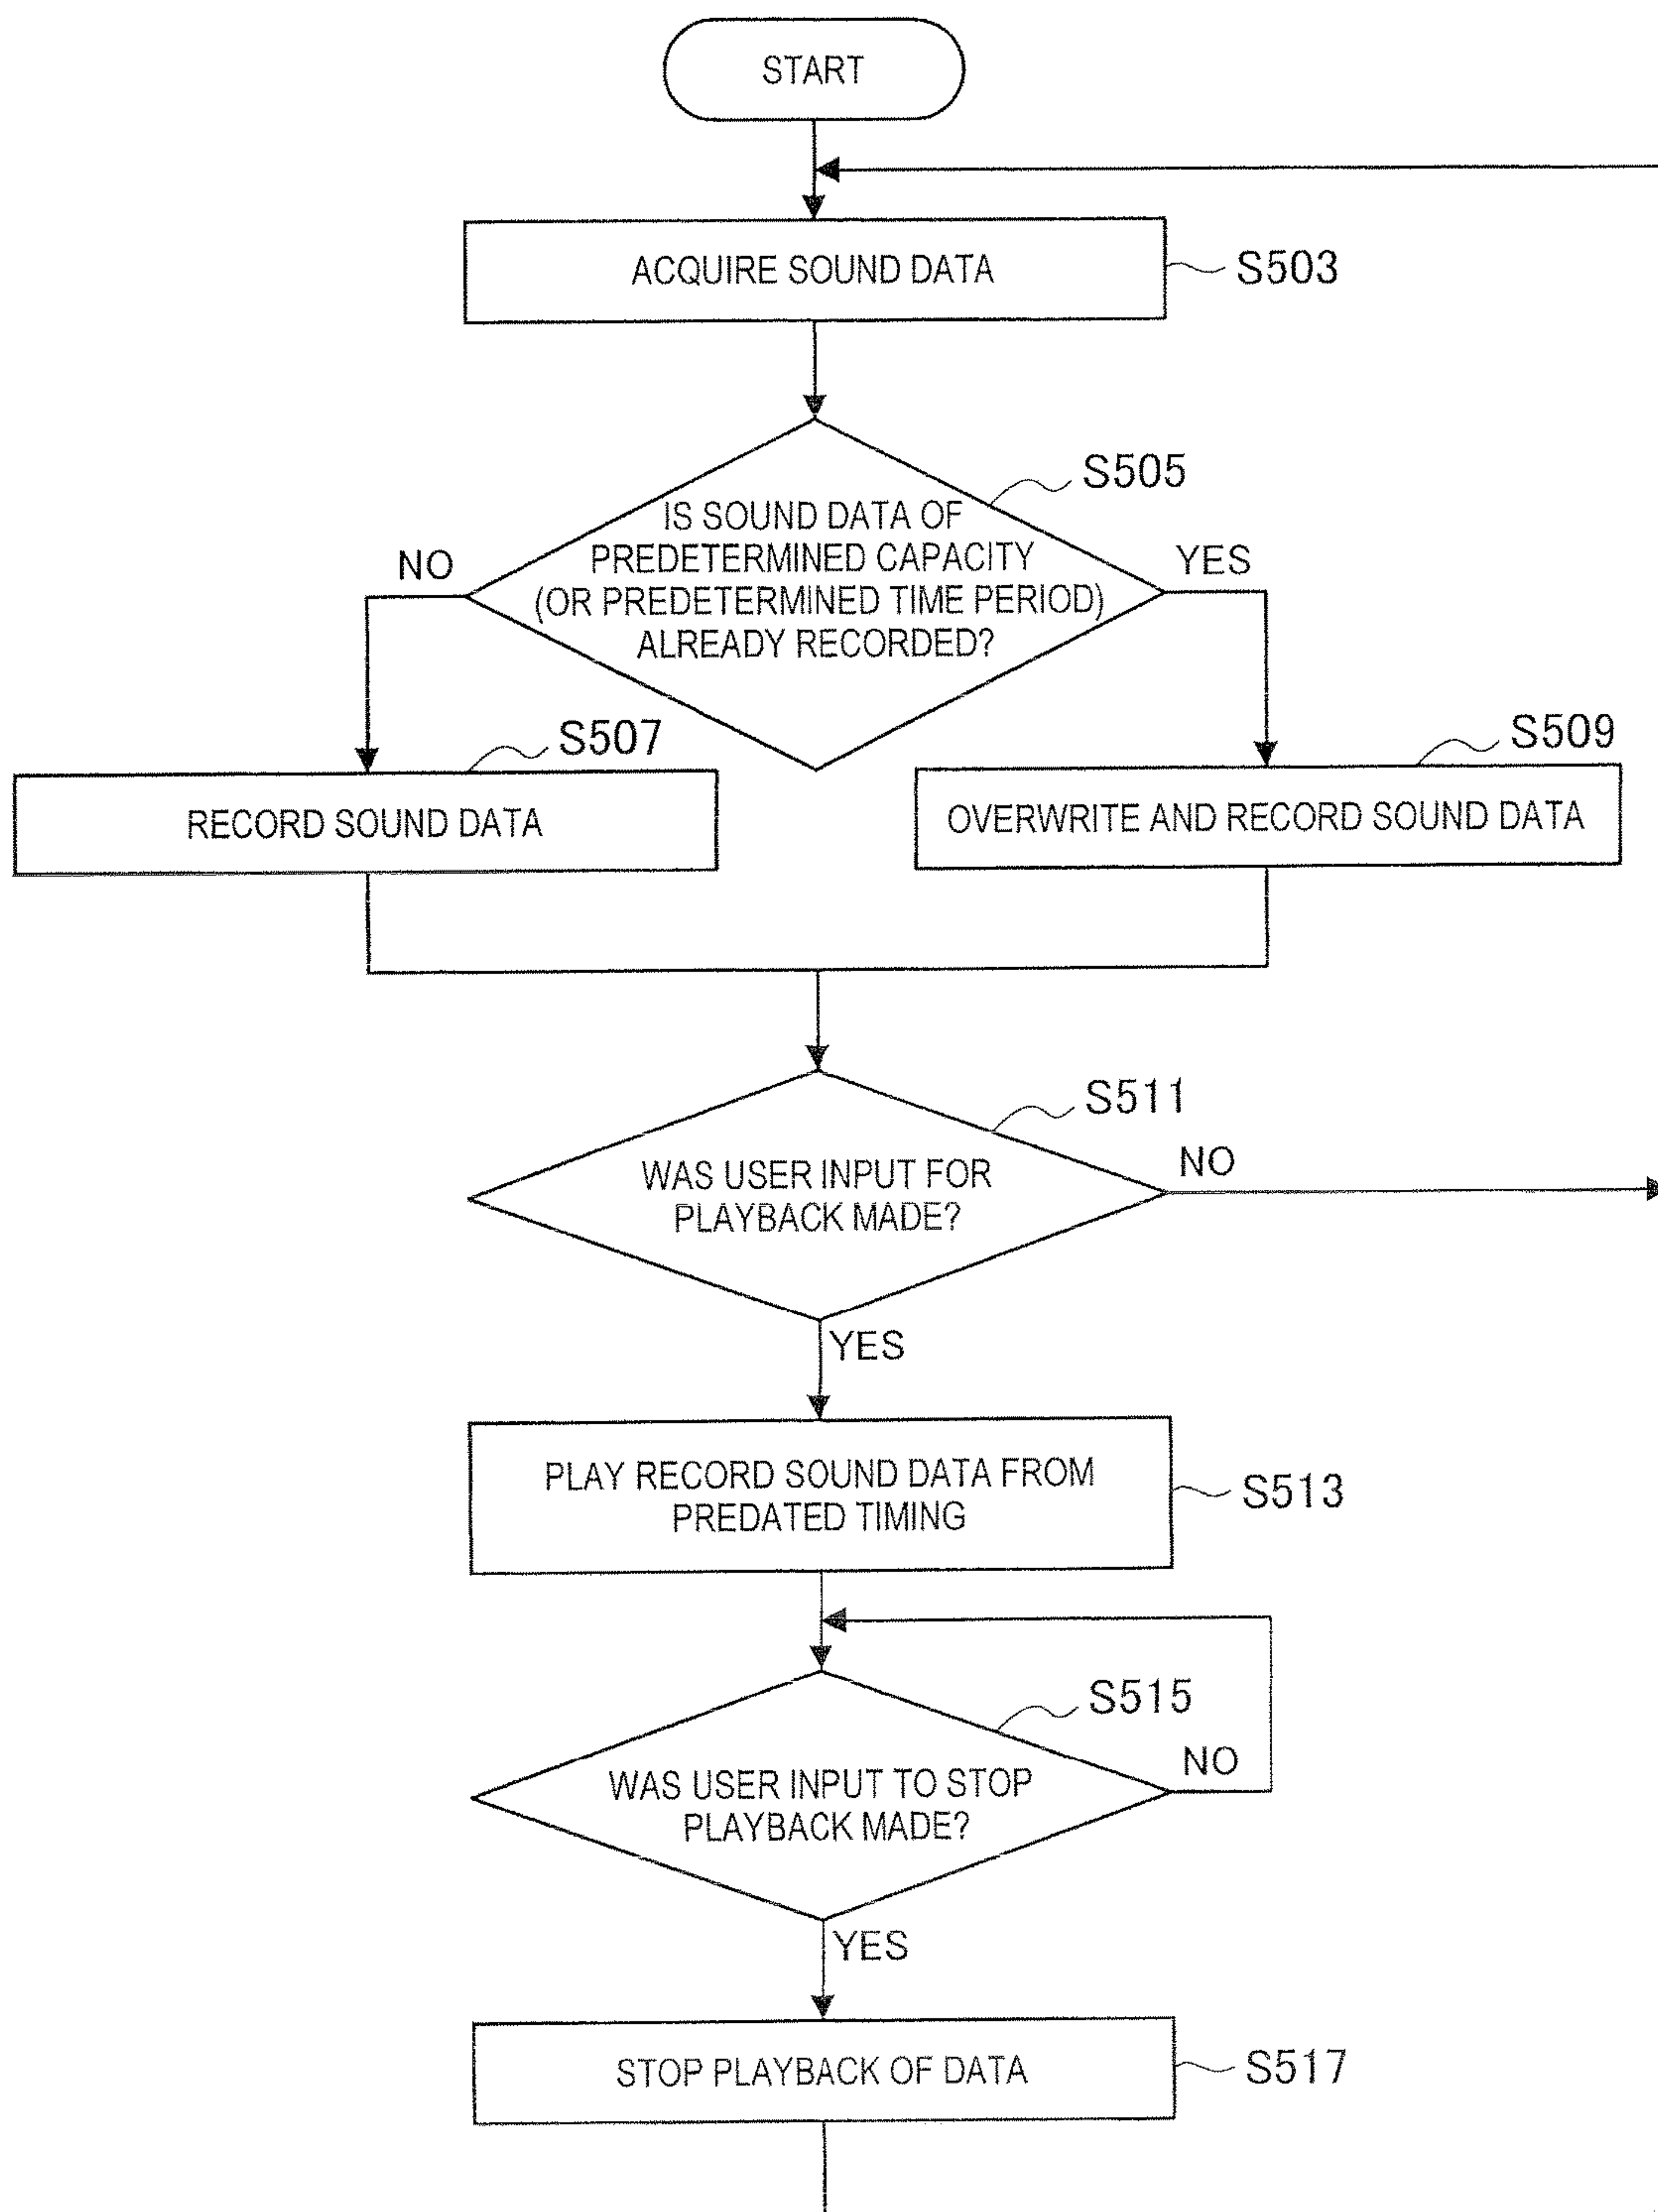 START
ACQUIRE SOUND DATA
S503
S505
IS SOUND DATA OF
PREDETERMINED CAPACITY
(OR PREDETERMINED TIME PERIOD)
ALREADY RECORDED?
NO
YES
S507
S509
RECORD SOUND DATA
OVERWRITE AND RECORD SOUND DATA
S511
WAS USER INPUT FOR
PLAYBACK MADE?
NO
YES
PLAY RECORD SOUND DATA FROM
PREDATED TIMING
S513
S515
WAS USER INPUT TO STOP
PLAYBACK MADE?
NO
YES
STOP PLAYBACK OF DATA
S517